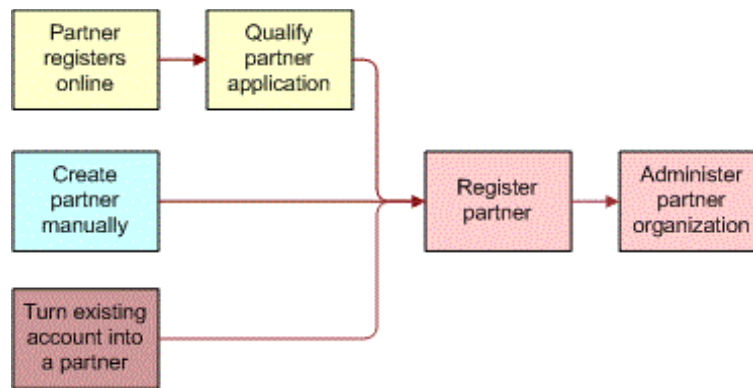 Partner
registers
online
Qualify
partner
application
Create
partner
manually
Register
partner
Administer
partner
organization
Turn existing
account into
a partner